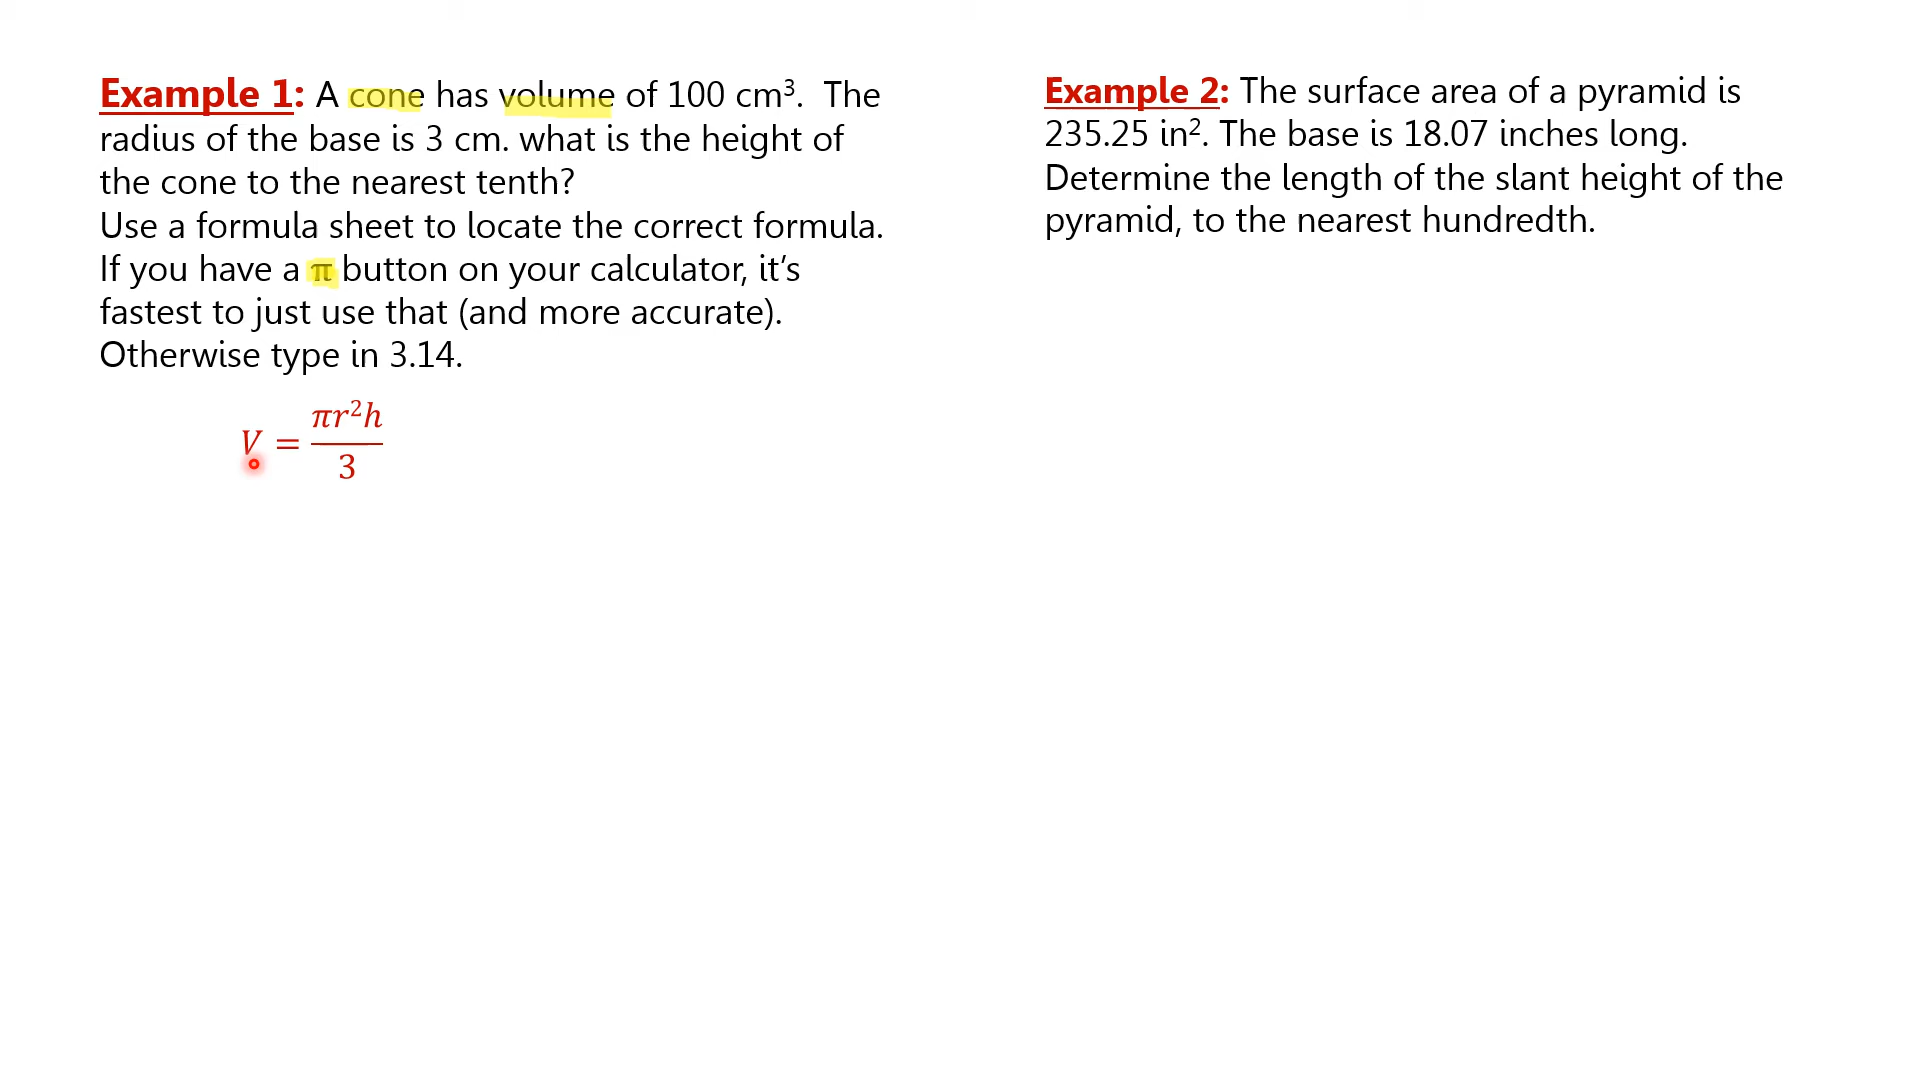 Example 1: A cone has volume of 100 cm³. The
radius of the base is 3 cm. what is the height of
the cone to the nearest tenth?
Use a formula sheet to locate the correct formula.
If you have a π button on your calculator, it’s
fastest to just use that (and more accurate).
Otherwise type in 3.14.
V = πr²h / 3
Example 2: The surface area of a pyramid is
235.25 in². The base is 18.07 inches long.
Determine the length of the slant height of the
pyramid, to the nearest hundredth.